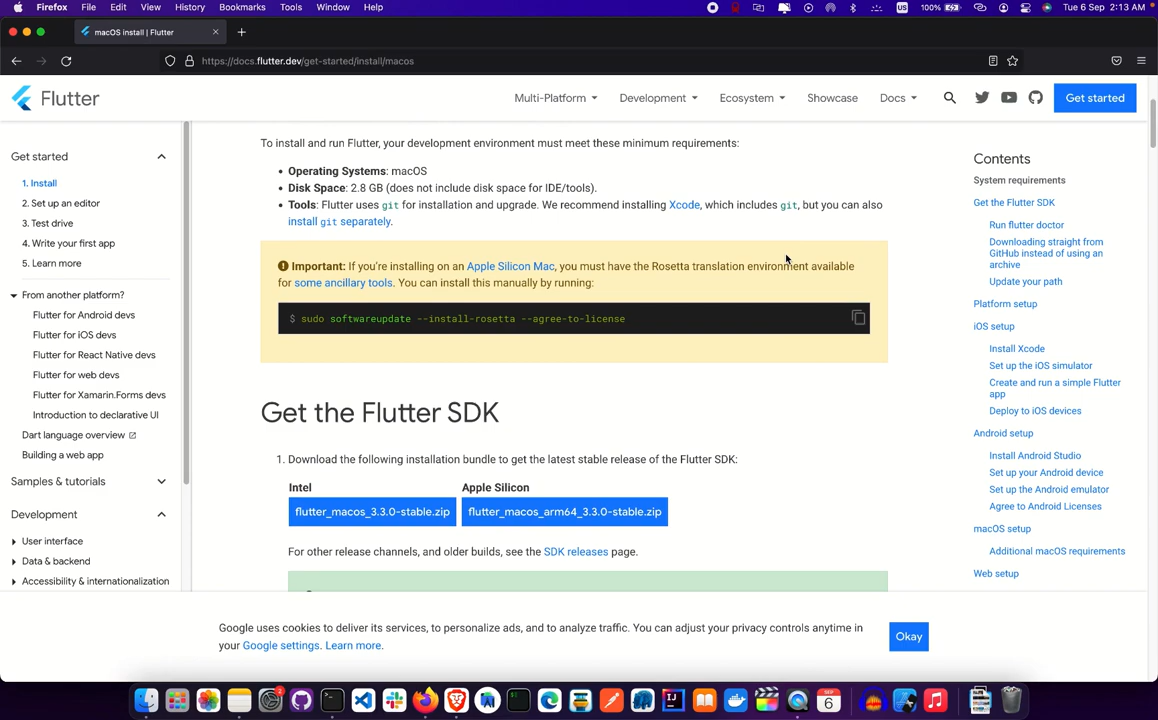 Firefox File Edit View History Bookmarks Tools Window Help
US 100% Tue 6 Sep 2:13 AM
macOS install | Flutter
https://docs.flutter.dev/get-started/install/macos
Flutter
Multi-Platform Development Ecosystem Showcase Docs Get started
Get started
1. Install
2. Set up an editor
3. Test drive
4. Write your first app
5. Learn more
From another platform?
Flutter for Android devs
Flutter for iOS devs
Flutter for React Native devs
Flutter for web devs
Flutter for Xamarin.Forms devs
Introduction to declarative UI
Dart language overview
Building a web app
Samples & tutorials
Development
User interface
Data & backend
Accessibility & internationalization
To install and run Flutter, your development environment must meet these minimum requirements:
• Operating Systems: macOS
• Disk Space: 2.8 GB (does not include disk space for IDE/tools).
• Tools: Flutter uses git for installation and upgrade. We recommend installing Xcode, which includes git, but you can also
install git separately.
Important: If you're installing on an Apple Silicon Mac, you must have the Rosetta translation environment available
for some ancillary tools. You can install this manually by running:
$ sudo softwareupdate --install-rosetta --agree-to-license
Get the Flutter SDK
1. Download the following installation bundle to get the latest stable release of the Flutter SDK:
Intel Apple Silicon
flutter_macos_3.3.0-stable.zip flutter_macos_arm64_3.3.0-stable.zip
For other release channels, and older builds, see the SDK releases page.
Contents
System requirements
Get the Flutter SDK
Run flutter doctor
Downloading straight from
GitHub instead of using an
archive
Update your path
Platform setup
iOS setup
Install Xcode
Set up the iOS simulator
Create and run a simple Flutter
app
Deploy to iOS devices
Android setup
Install Android Studio
Set up your Android device
Set up the Android emulator
Agree to Android Licenses
macOS setup
Additional macOS requirements
Web setup
Google uses cookies to deliver its services, to personalize ads, and to analyze traffic. You can adjust your privacy controls anytime in
your Google settings. Learn more.
Okay
2
SEP
6